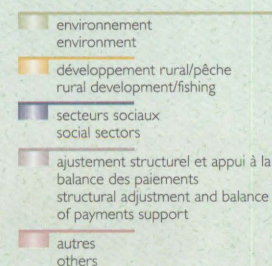 environnement
environment
développement rural/pêche
rural development/fishing
secteurs sociaux
social sectors
ajustement structurel et appui à la
balance des paiements
structural adjustment and balance
of payments support
autres
others